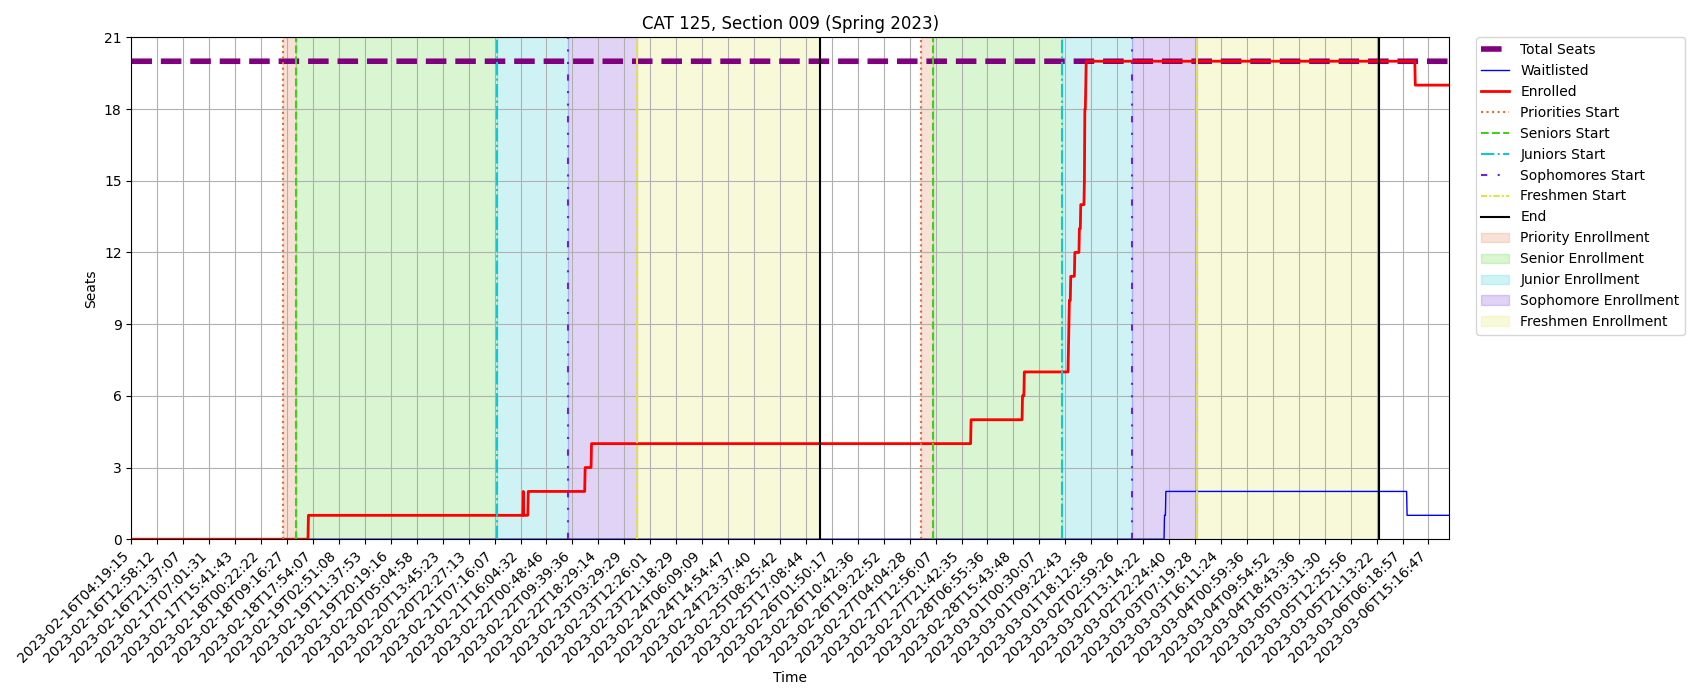 CAT 125, Section 009 (Spring 2023)
21
18
15
12
9
6
3
0
Seats
2023-02-16T04:19:15
2023-02-16T12:58:12
2023-02-16T21:37:07
2023-02-17T07:01:31
2023-02-17T15:41:43
2023-02-18T00:22:22
2023-02-18T09:16:27
2023-02-18T17:54:07
2023-02-19T02:51:08
2023-02-19T11:37:53
2023-02-19T20:19:16
2023-02-20T05:04:58
2023-02-20T13:45:23
2023-02-20T22:27:13
2023-02-21T07:16:07
2023-02-21T16:04:32
2023-02-22T00:48:46
2023-02-22T09:39:36
2023-02-22T18:29:14
2023-02-23T03:29:29
2023-02-23T12:26:01
2023-02-23T21:18:29
2023-02-24T06:09:09
2023-02-24T14:54:47
2023-02-24T23:37:40
2023-02-25T08:25:42
2023-02-25T17:08:44
2023-02-26T01:50:17
2023-02-26T10:42:36
2023-02-26T19:22:52
2023-02-27T04:04:28
2023-02-27T12:56:07
2023-02-27T21:42:35
2023-02-28T06:55:36
2023-02-28T15:43:48
2023-03-01T00:30:07
2023-03-01T09:22:43
2023-03-01T18:12:58
2023-03-02T02:59:26
2023-03-02T13:14:22
2023-03-02T22:24:40
2023-03-03T07:19:28
2023-03-03T16:11:24
2023-03-04T00:59:36
2023-03-04T09:54:52
2023-03-04T18:43:36
2023-03-05T03:31:30
2023-03-05T12:25:56
2023-03-05T21:13:22
2023-03-06T06:18:57
2023-03-06T15:16:47
Time
Total Seats
Waitlisted
Enrolled
Priorities Start
Seniors Start
Juniors Start
Sophomores Start
Freshmen Start
End
Priority Enrollment
Senior Enrollment
Junior Enrollment
Sophomore Enrollment
Freshmen Enrollment